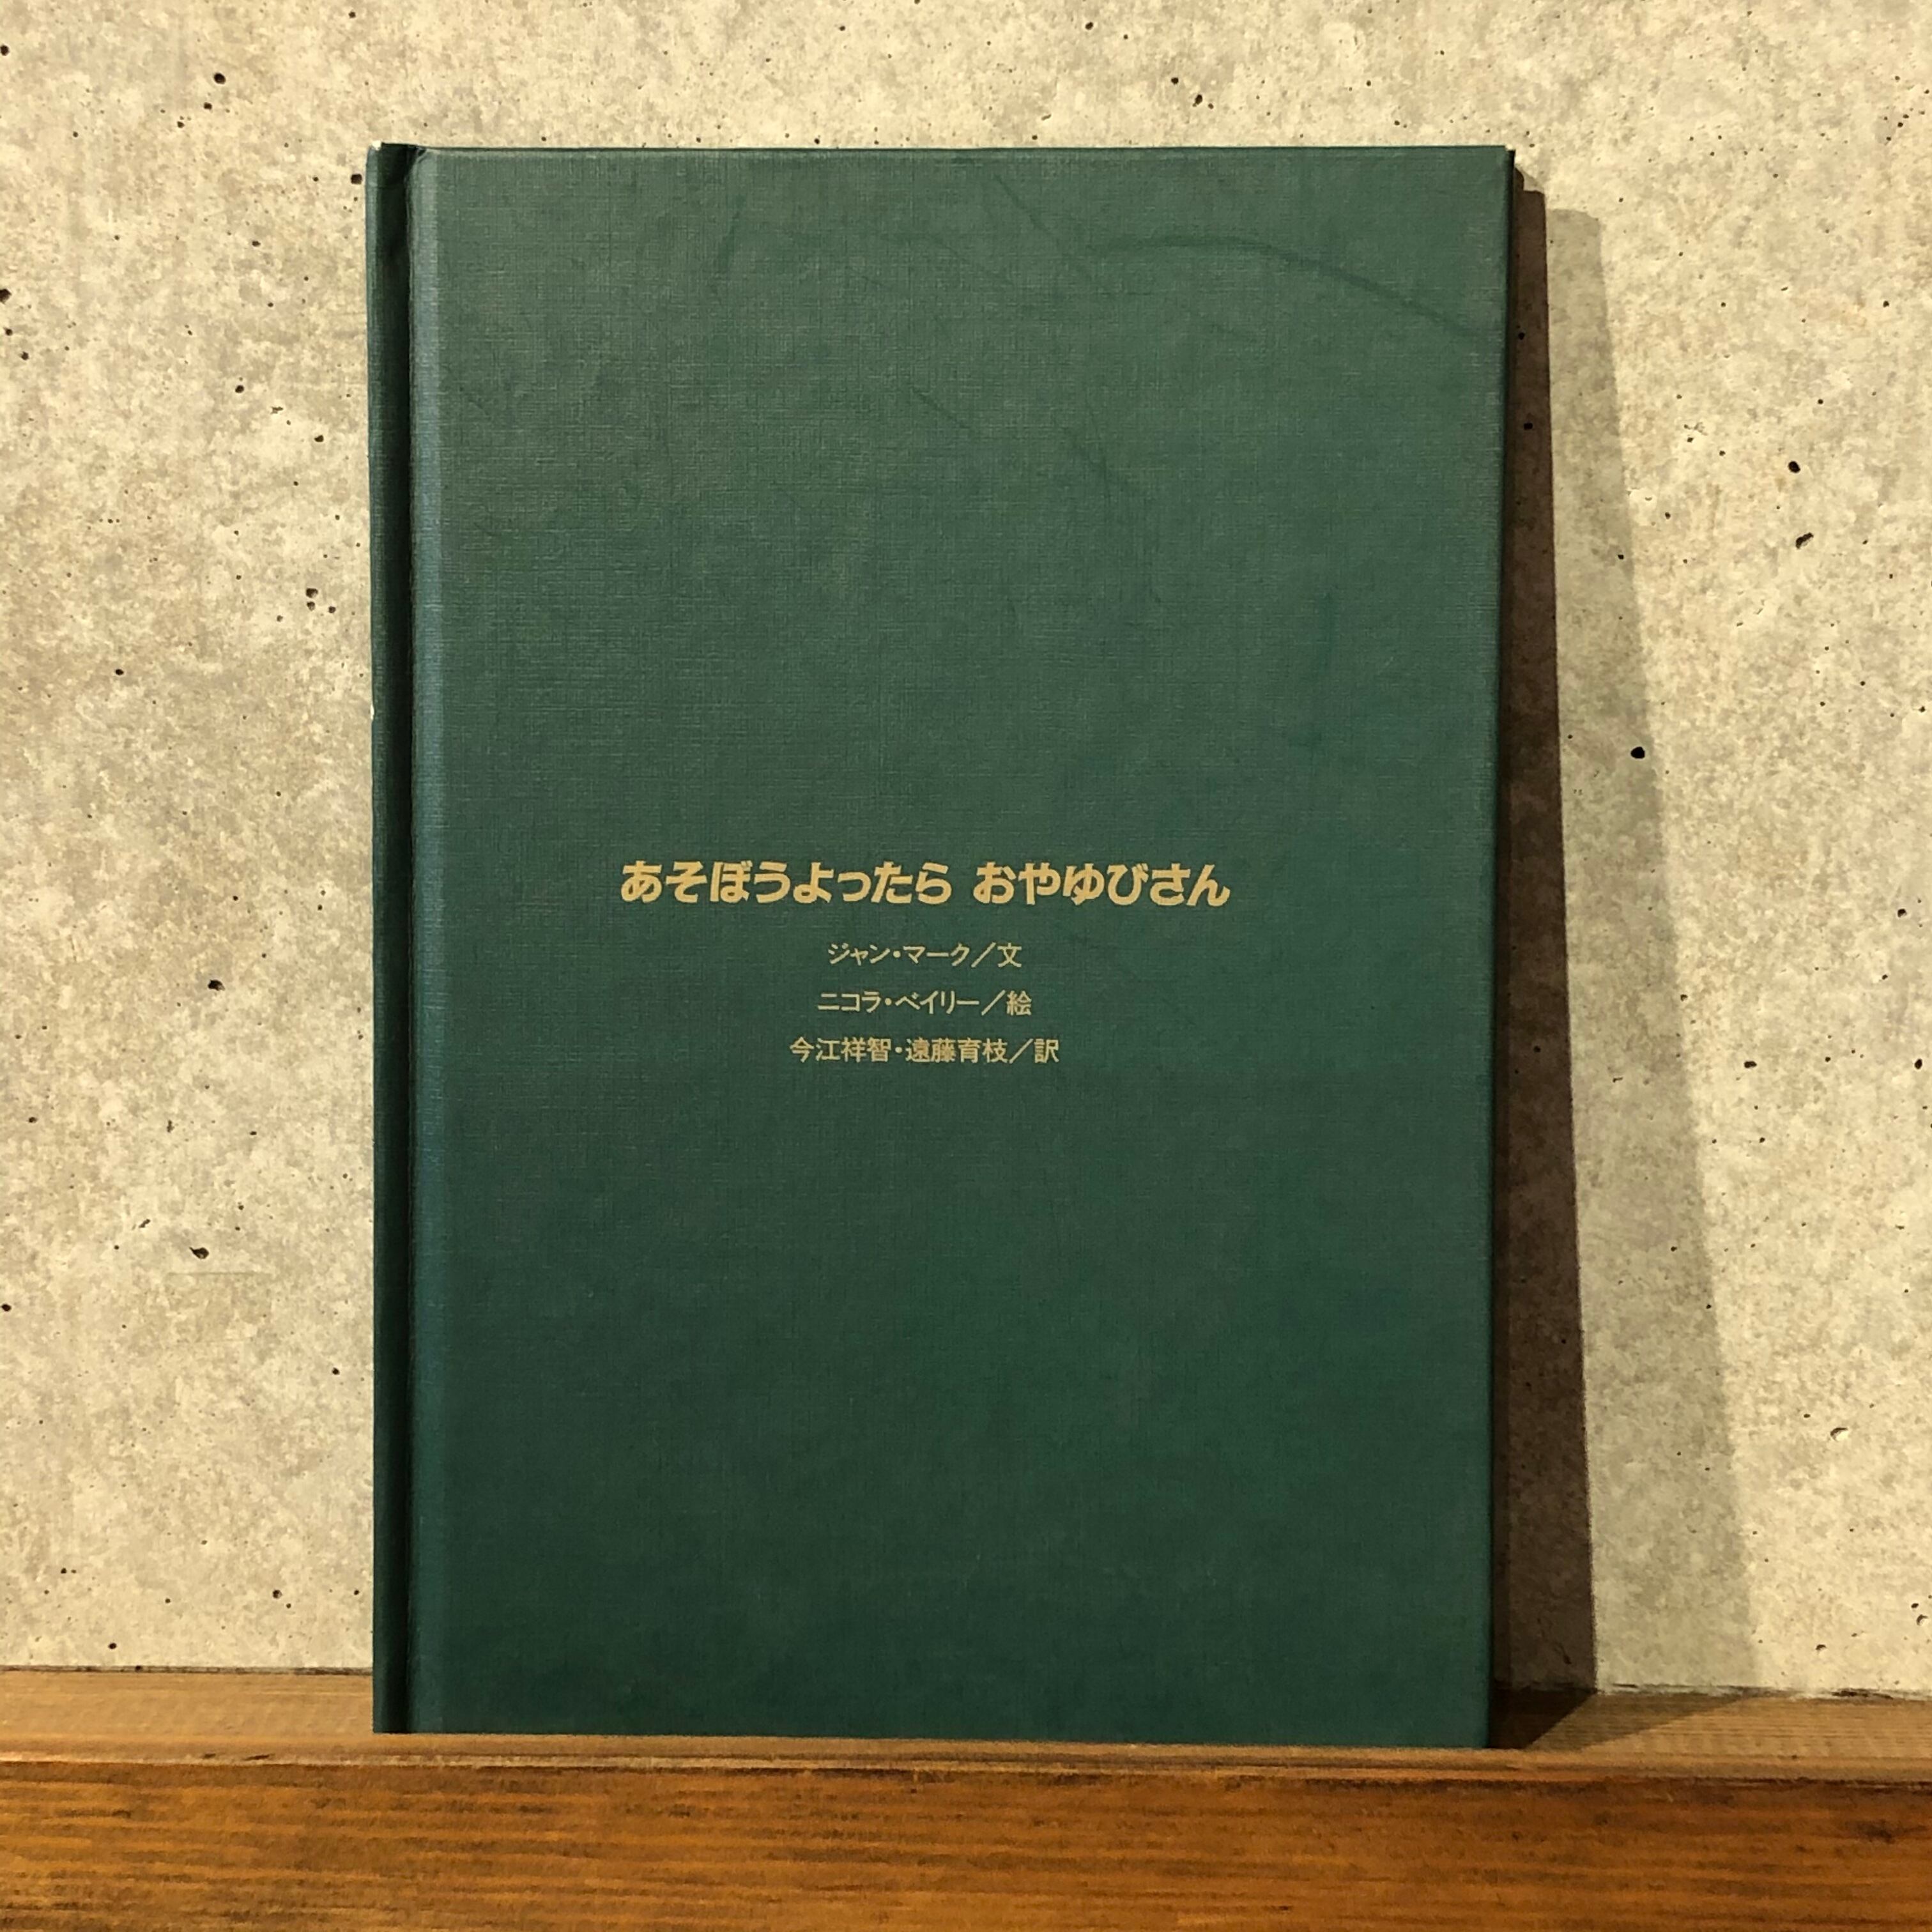 あそぼうよったら おやゆびさん
ジャン・マーク／文
ニコラ・ベイリー／絵
今江祥智・遠藤育枝／訳